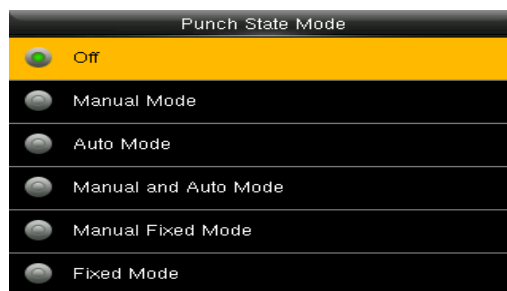 Punch State Mode
Off
Manual Mode
Auto Mode
Manual and Auto Mode
Manual Fixed Mode
Fixed Mode